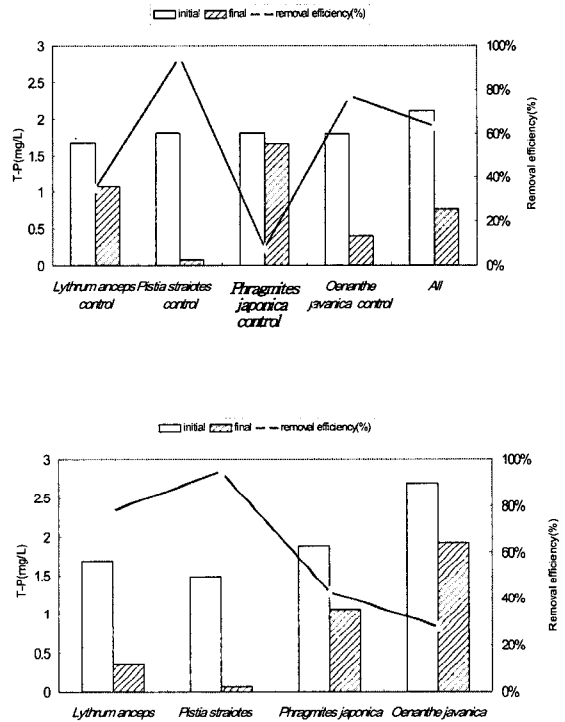 initial final removal efficiency(%)
3
2.5
2
1.5
1
0.5
0
T-P(mg/L)
100%
80%
60%
40%
20%
0%
Removal efficiency(%)
Lythrum anceps control
Pistia straiotes control
Phragmites japonica control
Oenanthe javanica control
All
initial final removal efficiency(%)
3
2.5
2
1.5
1
0.5
0
T-P(mg/L)
100%
80%
60%
40%
20%
0%
Removal efficiency(%)
Lythrum anceps
Pistia straiotes
Phragmites japonica
Oenanthe javanica